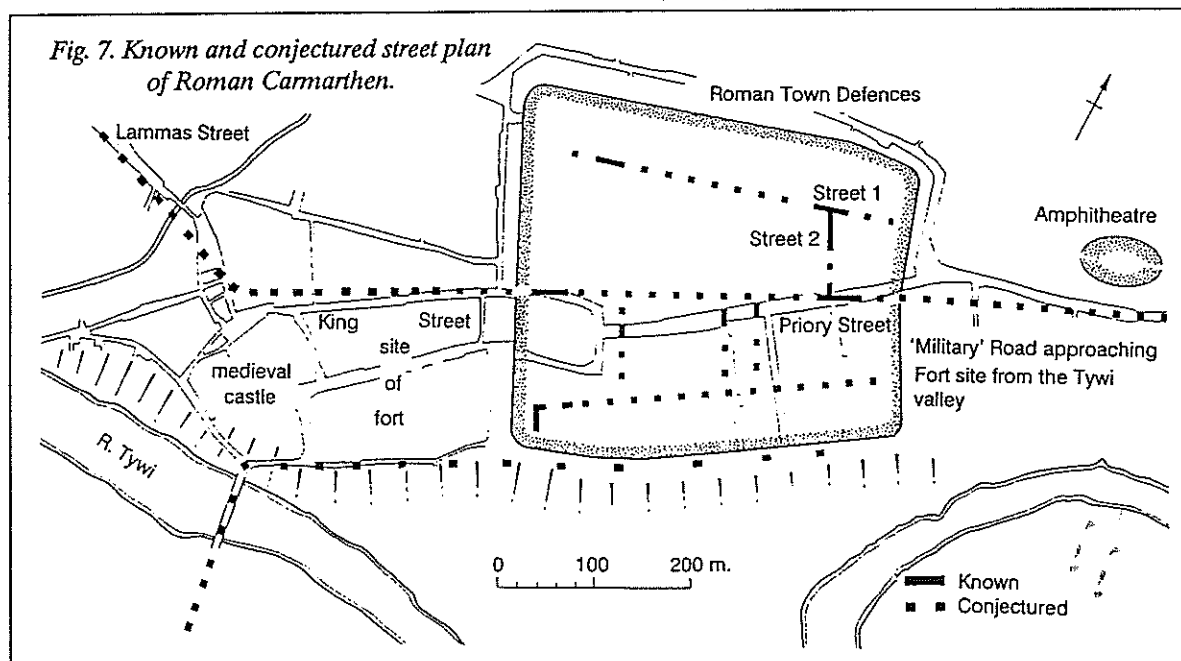 Fig. 7. Known and conjectured street plan
of Roman Carmarthen.
Roman Town Defences
Lammas Street
Street 1
Amphitheatre
Street 2
King Street
Priory Street
site
of
fort
medieval
castle
'Military' Road approaching
Fort site from the Tywi
valley
R. Tywi
0 100 200 m.
Known
Conjectured